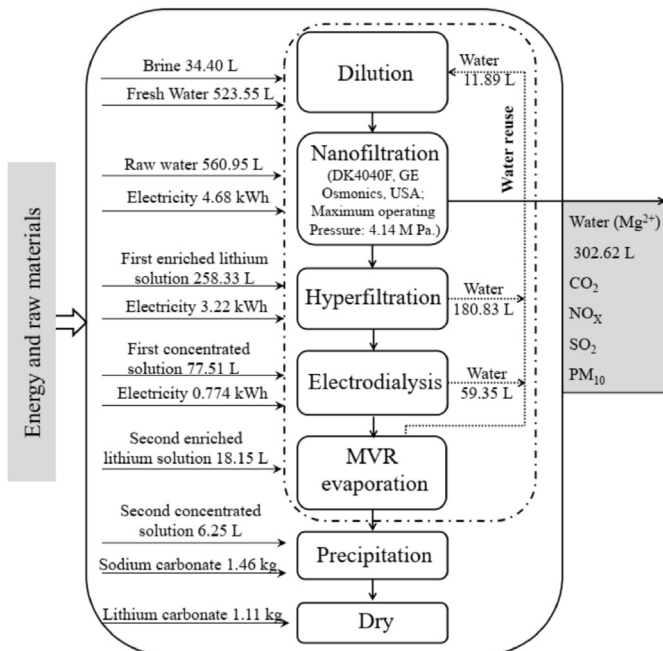 Energy and raw materials
Brine 34.40 L
Fresh Water 523.55 L
Dilution
Water
11.89 L
Water reuse
Raw water 560.95 L
Electricity 4.68 kWh
Nanofiltration
(DK4040F, GE
Osmonics, USA;
Maximum operating
Pressure: 4.14 M Pa.)
Water (Mg²⁺)
302.62 L
CO₂
NOₓ
SO₂
PM₁₀
First enriched lithium
solution 258.33 L
Electricity 3.22 kWh
Hyperfiltration
Water
180.83 L
First concentrated
solution 77.51 L
Electricity 0.774 kWh
Electrodialysis
Water
59.35 L
Second enriched
lithium solution 18.15 L
MVR
evaporation
Second concentrated
solution 6.25 L
Sodium carbonate 1.46 kg
Precipitation
Lithium carbonate 1.11 kg
Dry